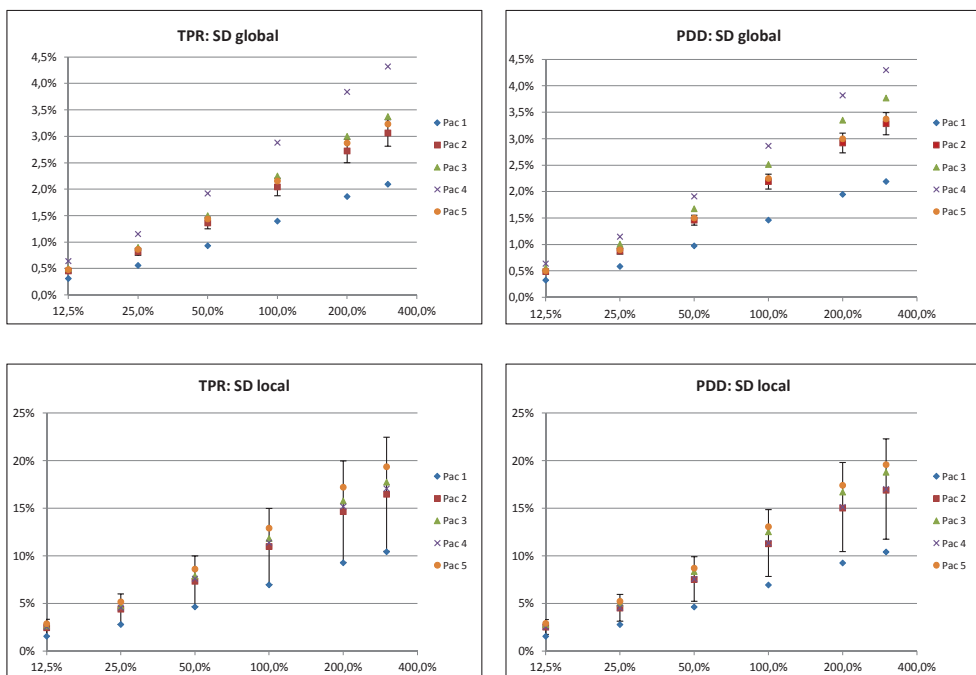 TPR: SD global
4,5%
4,0%
3,5%
3,0%
2,5%
2,0%
1,5%
1,0%
0,5%
0,0%
12,5% 25,0% 50,0% 100,0% 200,0% 400,0%
Pac 1
Pac 2
Pac 3
Pac 4
Pac 5
PDD: SD global
4,5%
4,0%
3,5%
3,0%
2,5%
2,0%
1,5%
1,0%
0,5%
0,0%
12,5% 25,0% 50,0% 100,0% 200,0% 400,0%
Pac 1
Pac 2
Pac 3
Pac 4
Pac 5
TPR: SD local
25%
20%
15%
10%
5%
0%
12,5% 25,0% 50,0% 100,0% 200,0% 400,0%
Pac 1
Pac 2
Pac 3
Pac 4
Pac 5
PDD: SD local
25%
20%
15%
10%
5%
0%
12,5% 25,0% 50,0% 100,0% 200,0% 400,0%
Pac 1
Pac 2
Pac 3
Pac 4
Pac 5